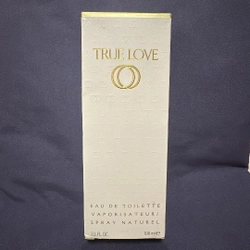 TRUE LOVE
EAU DE TOILETTE
VAPORISATEUR/
SPRAY NATUREL